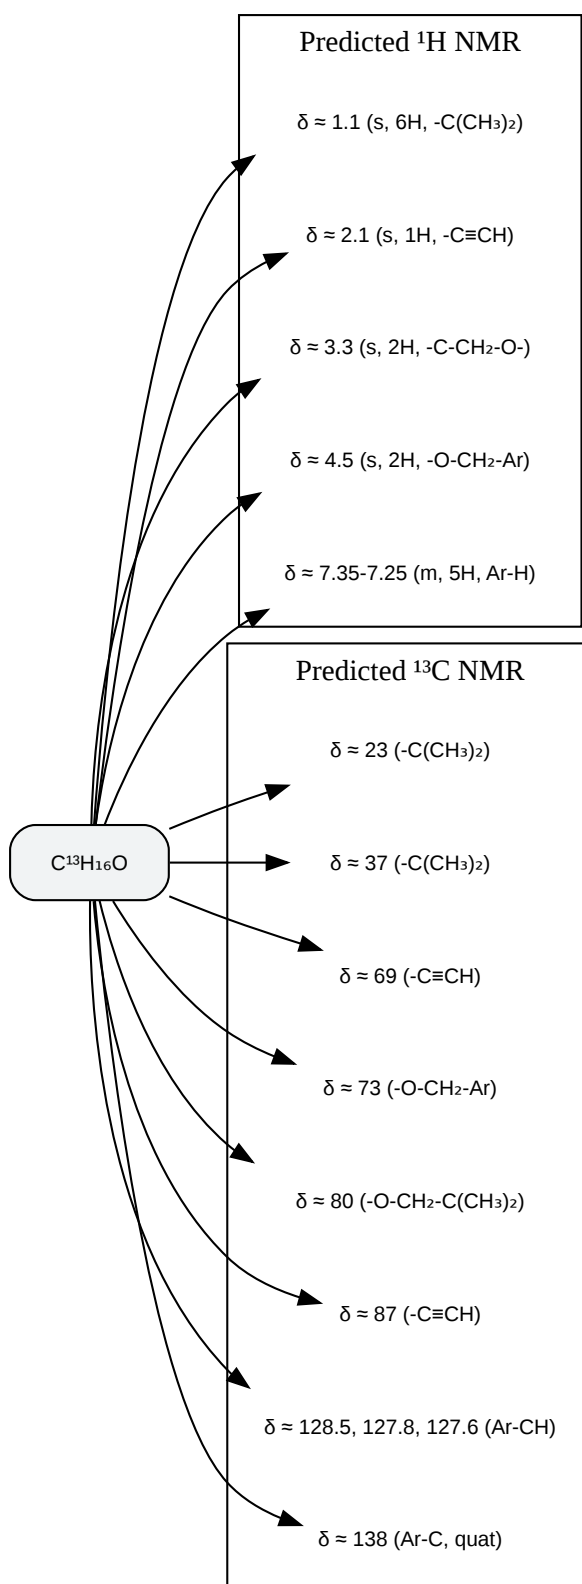 Predicted ¹H NMR
δ ≈ 1.1 (s, 6H, -C(CH₃)₂)
δ ≈ 2.1 (s, 1H, -C≡CH)
δ ≈ 3.3 (s, 2H, -C-CH₂-O-)
δ ≈ 4.5 (s, 2H, -O-CH₂-Ar)
δ ≈ 7.35-7.25 (m, 5H, Ar-H)
Predicted ¹³C NMR
δ ≈ 23 (-C(CH₃)₂)
C¹³H₁₆O
δ ≈ 37 (-C(CH₃)₂)
δ ≈ 69 (-C≡CH)
δ ≈ 73 (-O-CH₂-Ar)
δ ≈ 80 (-O-CH₂-C(CH₃)₂)
δ ≈ 87 (-C≡CH)
δ ≈ 128.5, 127.8, 127.6 (Ar-CH)
δ ≈ 138 (Ar-C, quat)